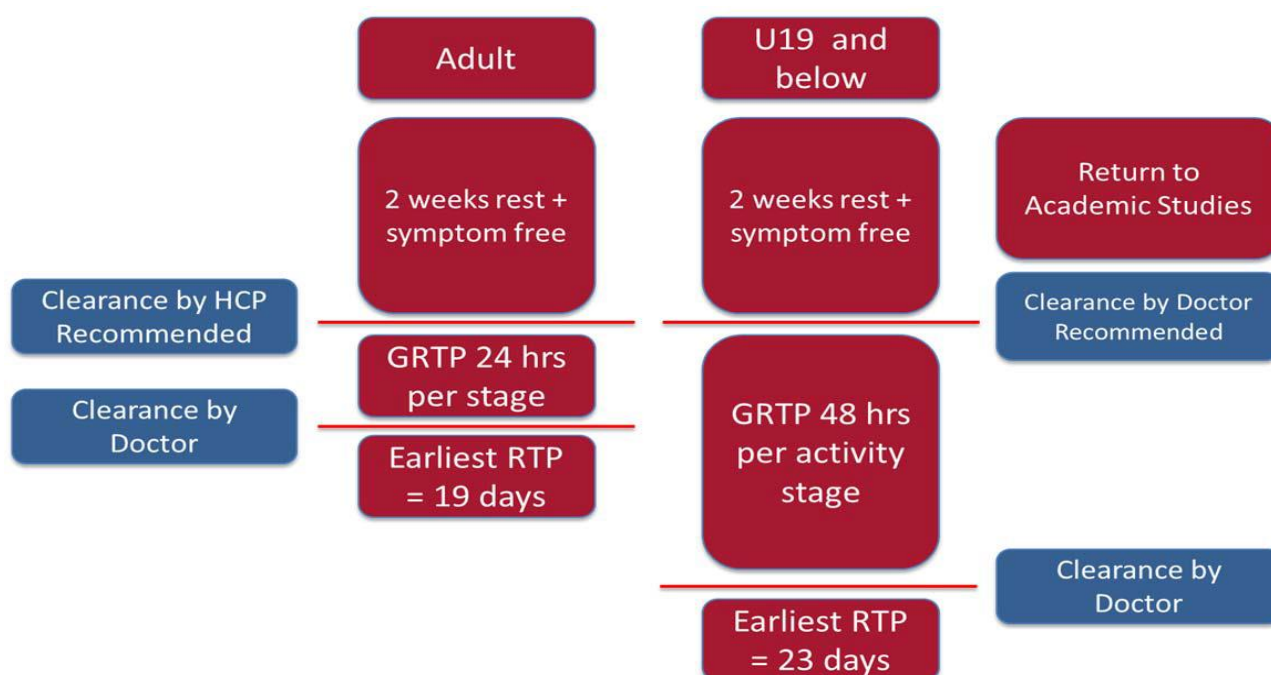 Adult
U19 and
below
2 weeks rest +
symptom free
2 weeks rest +
symptom free
Return to
Academic Studies
Clearance by HCP
Recommended
Clearance by Doctor
Recommended
GRTP 24 hrs
per stage
GRTP 48 hrs
per activity
stage
Clearance by
Doctor
Earliest RTP
= 19 days
Clearance by
Doctor
Earliest RTP
= 23 days